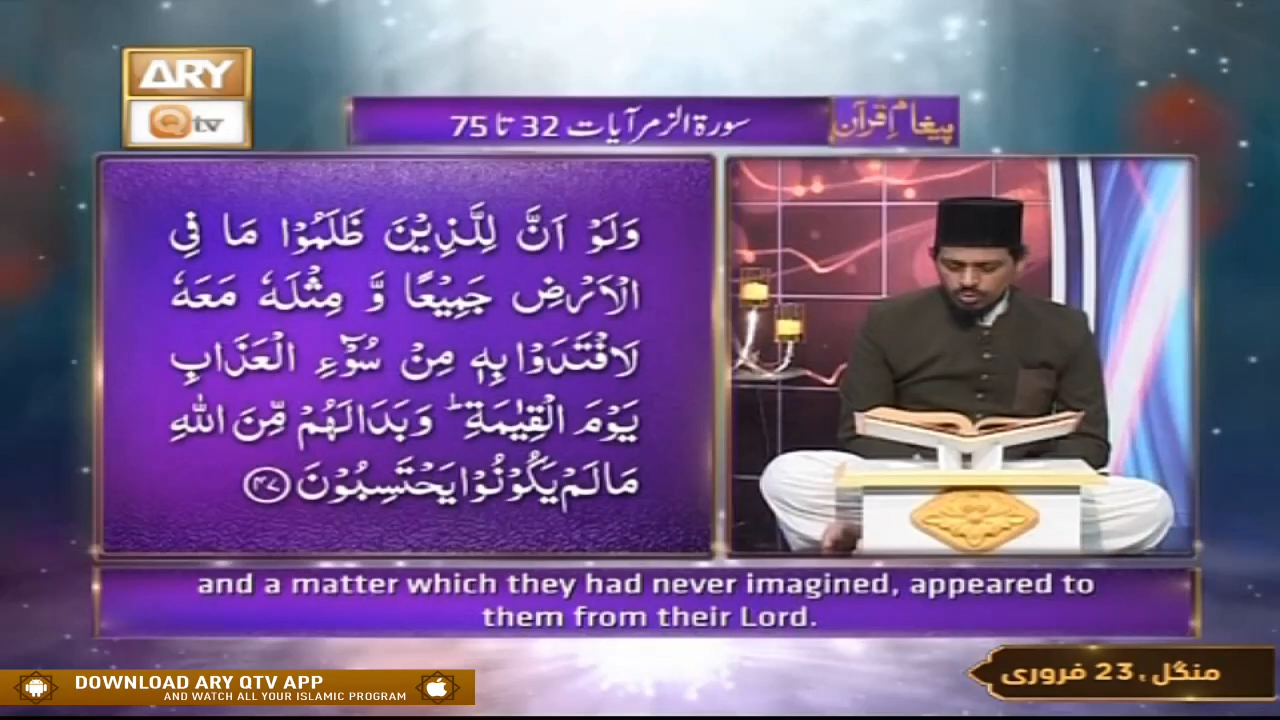 ARY
Qtv
سورة الزمر آیات 32 تا 75
پیغام قرآن
وَلَوۡ اَنَّ لِلَّذِیۡنَ ظَلَمُوۡا مَا فِی
الۡاَرۡضِ جَمِیۡعًا وَّ مِثۡلَهٗ مَعَهٗ
لَافۡتَدَوۡا بِهٖ مِنۡ سُوۡٓءِ الۡعَذَابِ
یَوۡمَ الۡقِیٰمَةِ ؕ وَبَدَا لَهُمۡ مِّنَ اللّٰهِ
مَا لَمۡ یَکُوۡنُوۡا یَحۡتَسِبُوۡنَ ﴿۴۷﴾
and a matter which they had never imagined, appeared to
them from their Lord.
DOWNLOAD ARY QTV APP
AND WATCH ALL YOUR ISLAMIC PROGRAM
منگل، 23 فروری